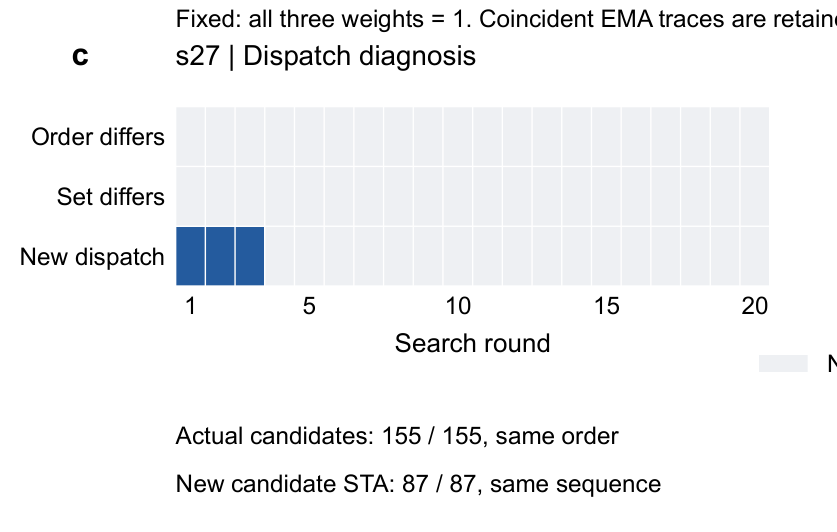 Fixed: all three weights = 1. Coincident EMA traces are
c
s27 | Dispatch diagnosis
Order differs
Set differs
New dispatch
1 5 10 15 20
Search round
Actual candidates: 155 / 155, same order
New candidate STA: 87 / 87, same sequence